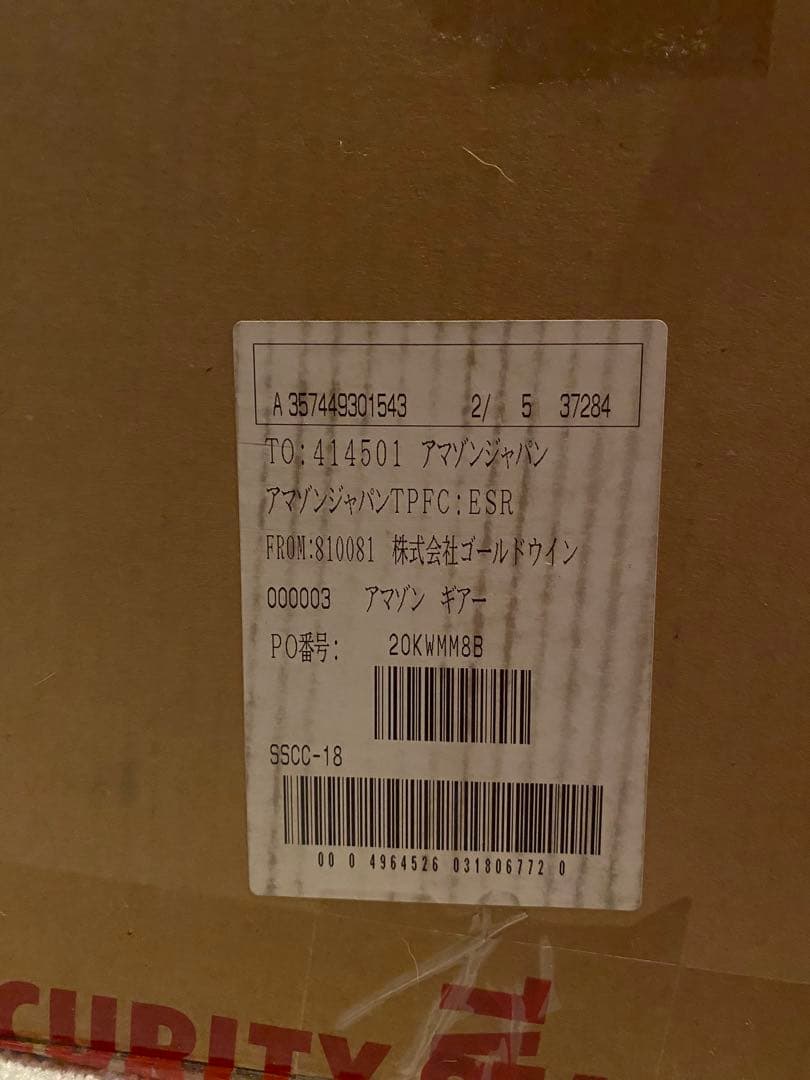 A 357449301543 2/ 5 37284
TO:414501 アマゾンジャパン
アマゾンジャパンTPFC:ESR
FROM:810081 株式会社ゴールドウイン
000003 アマゾン ギアー
PO番号: 20KWMM8B
SSCC-18
00 0 4964526 031806772 0
CURITY